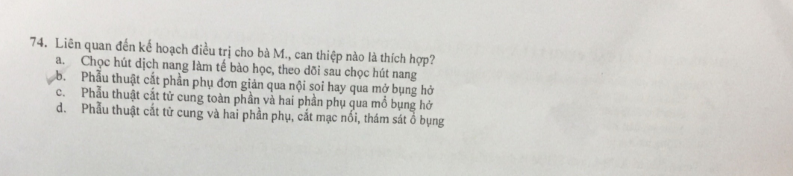 74. Liên quan đến kế hoạch điều trị cho bà M., can thiệp nào là thích hợp?
a. Chọc hút dịch nang làm tế bào học, theo dõi sau chọc hút nang
b. Phẫu thuật cắt phần phụ đơn giản qua nội soi hay qua mở bụng hở
c. Phẫu thuật cắt tử cung toàn phần và hai phần phụ qua mổ bụng hở
d. Phẫu thuật cắt tử cung và hai phần phụ, cắt mạc nối, thám sát ổ bụng